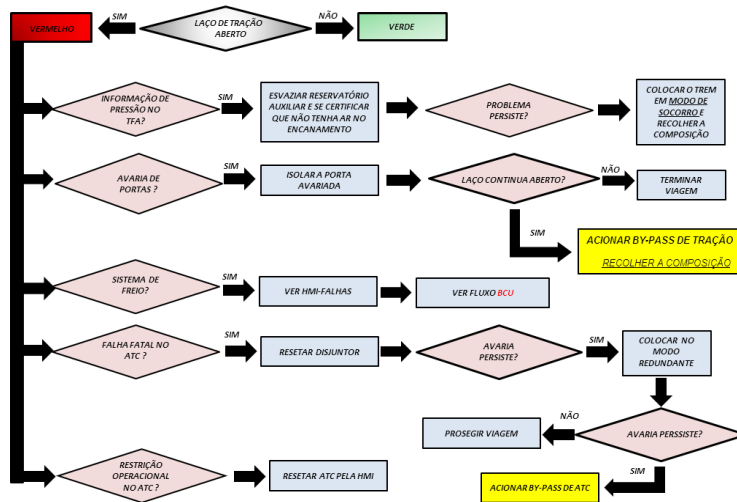 VERMELHO
SIM
LAÇO DE TRAÇÃO
ABERTO
NÃO
VERDE
INFORMAÇÃO DE
PRESSÃO NO
TFA?
SIM
ESVAZIAR RESERVATÓRIO
AUXILIAR E SE CERTIFICAR
QUE NÃO TENHA AR NO
ENCANAMENTO
PROBLEMA
PERSISTE?
COLOCAR O TREM
EM MODO DE
SOCORRO E
RECOLHER A
COMPOSIÇÃO
AVARIA DE
PORTAS ?
SIM
ISOLAR A PORTA
AVARIADA
LAÇO CONTINUA ABERTO?
NÃO
TERMINAR
VIAGEM
SIM
ACIONAR BY-PASS DE TRAÇÃO
RECOLHER A COMPOSIÇÃO
SISTEMA DE
FREIO?
SIM
VER HMI-FALHAS
VER FLUXO BCU
FALHA FATAL NO
ATC ?
SIM
RESETAR DISJUNTOR
AVARIA
PERSISTE?
SIM
COLOCAR NO
MODO
REDUNDANTE
PROSEGIR VIAGEM
NÃO
AVARIA PERSSISTE?
RESTRIÇÃO
OPERACIONAL
NO ATC ?
RESETAR ATC PELA HMI
SIM
ACIONAR BY-PASS DE ATC